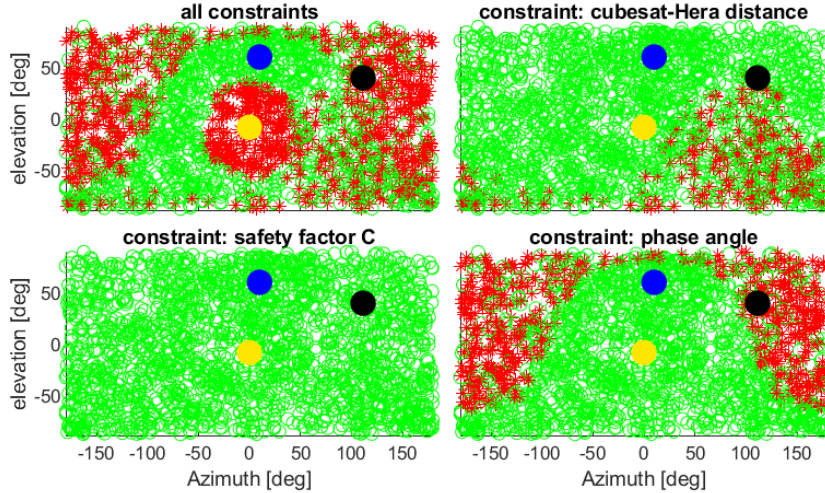 all constraints
constraint: cubesat-Hera distance
elevation [deg]
50
0
-50
constraint: safety factor C
constraint: phase angle
elevation [deg]
50
0
-50
-150 -100 -50 0 50 100 150
-150 -100 -50 0 50 100 150
Azimuth [deg]
Azimuth [deg]